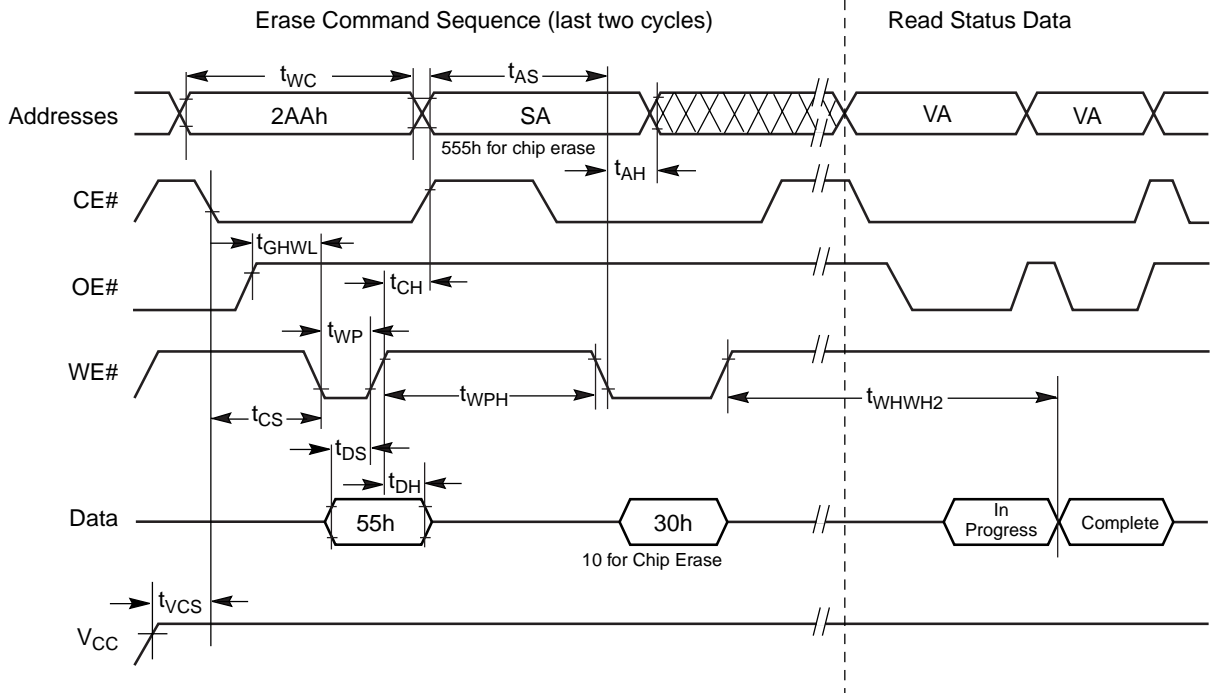 Erase Command Sequence (last two cycles)
Read Status Data
tWC
tAS
Addresses
2AAh
SA
VA
VA
555h for chip erase
tAH
CE#
tGHWL
OE#
tCH
tWP
WE#
tWPH
tWHWH2
tCS
tDS
tDH
Data
55h
30h
In
Progress
Complete
10 for Chip Erase
tVCS
VCC